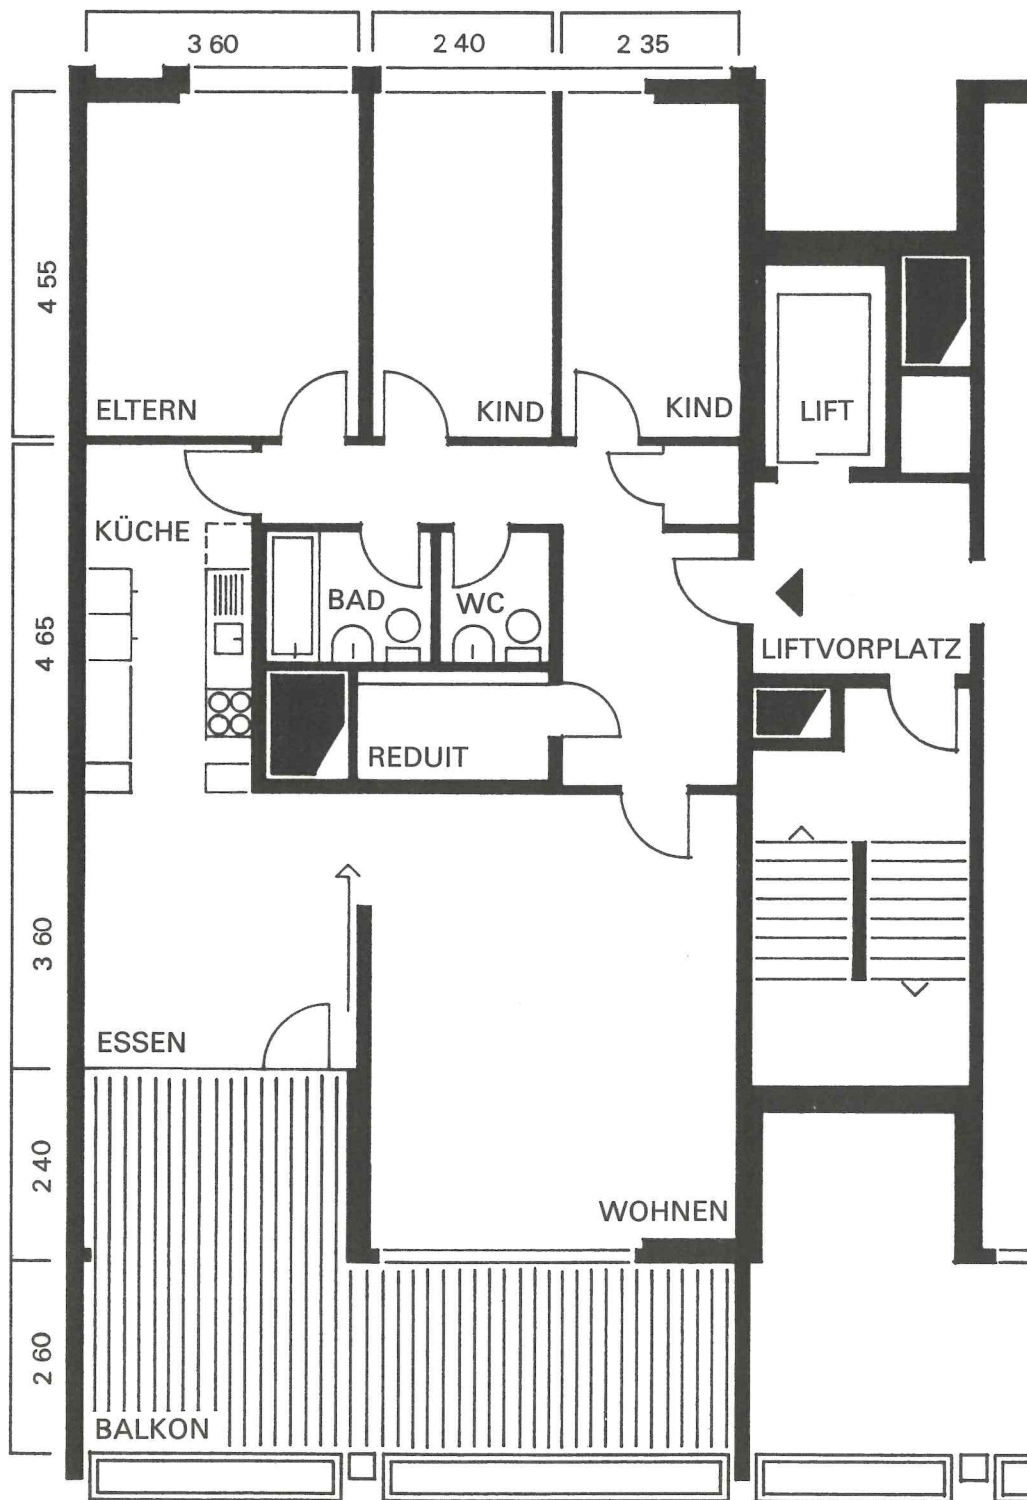 3 60
2 40
2 35
4 55
ELTERN
KIND
KIND
LIFT
KÜCHE
BAD
WC
4 65
LIFTVORPLATZ
REDUIT
3 60
ESSEN
2 40
WOHNEN
2 60
BALKON